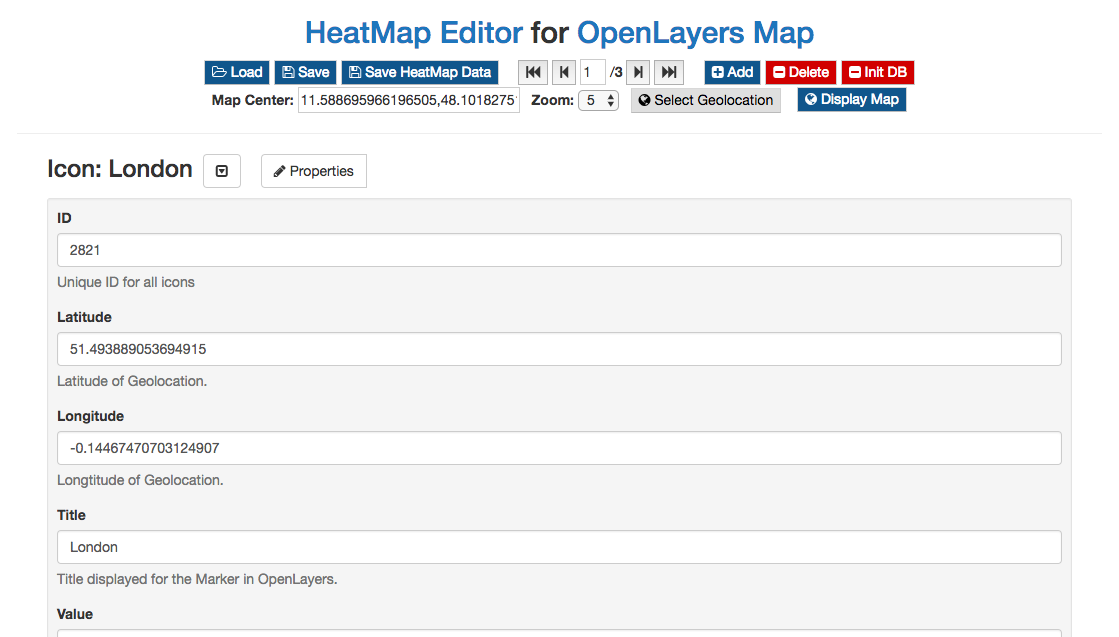 HeatMap Editor for OpenLayers Map
Load Save Save HeatMap Data 1 /3 Add Delete Init DB
Map Center: 11.588695966196505,48.1018275 Zoom: 5 Select Geolocation Display Map
Icon: London Properties
ID
2821
Unique ID for all icons
Latitude
51.493889053694915
Latitude of Geolocation.
Longitude
-0.14467470703124907
Longtitude of Geolocation.
Title
London
Title displayed for the Marker in OpenLayers.
Value